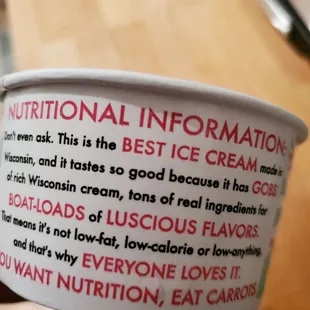 NUTRITIONAL INFORMATION:
Don't even ask. This is the BEST ICE CREAM made in
Wisconsin, and it tastes so good because it has GOBS
of rich Wisconsin cream, tons of real ingredients for
BOAT-LOADS of LUSCIOUS FLAVORS.
That means it's not low-fat, low-calorie or low-anything,
and that's why EVERYONE LOVES IT.
YOU WANT NUTRITION, EAT CARROTS